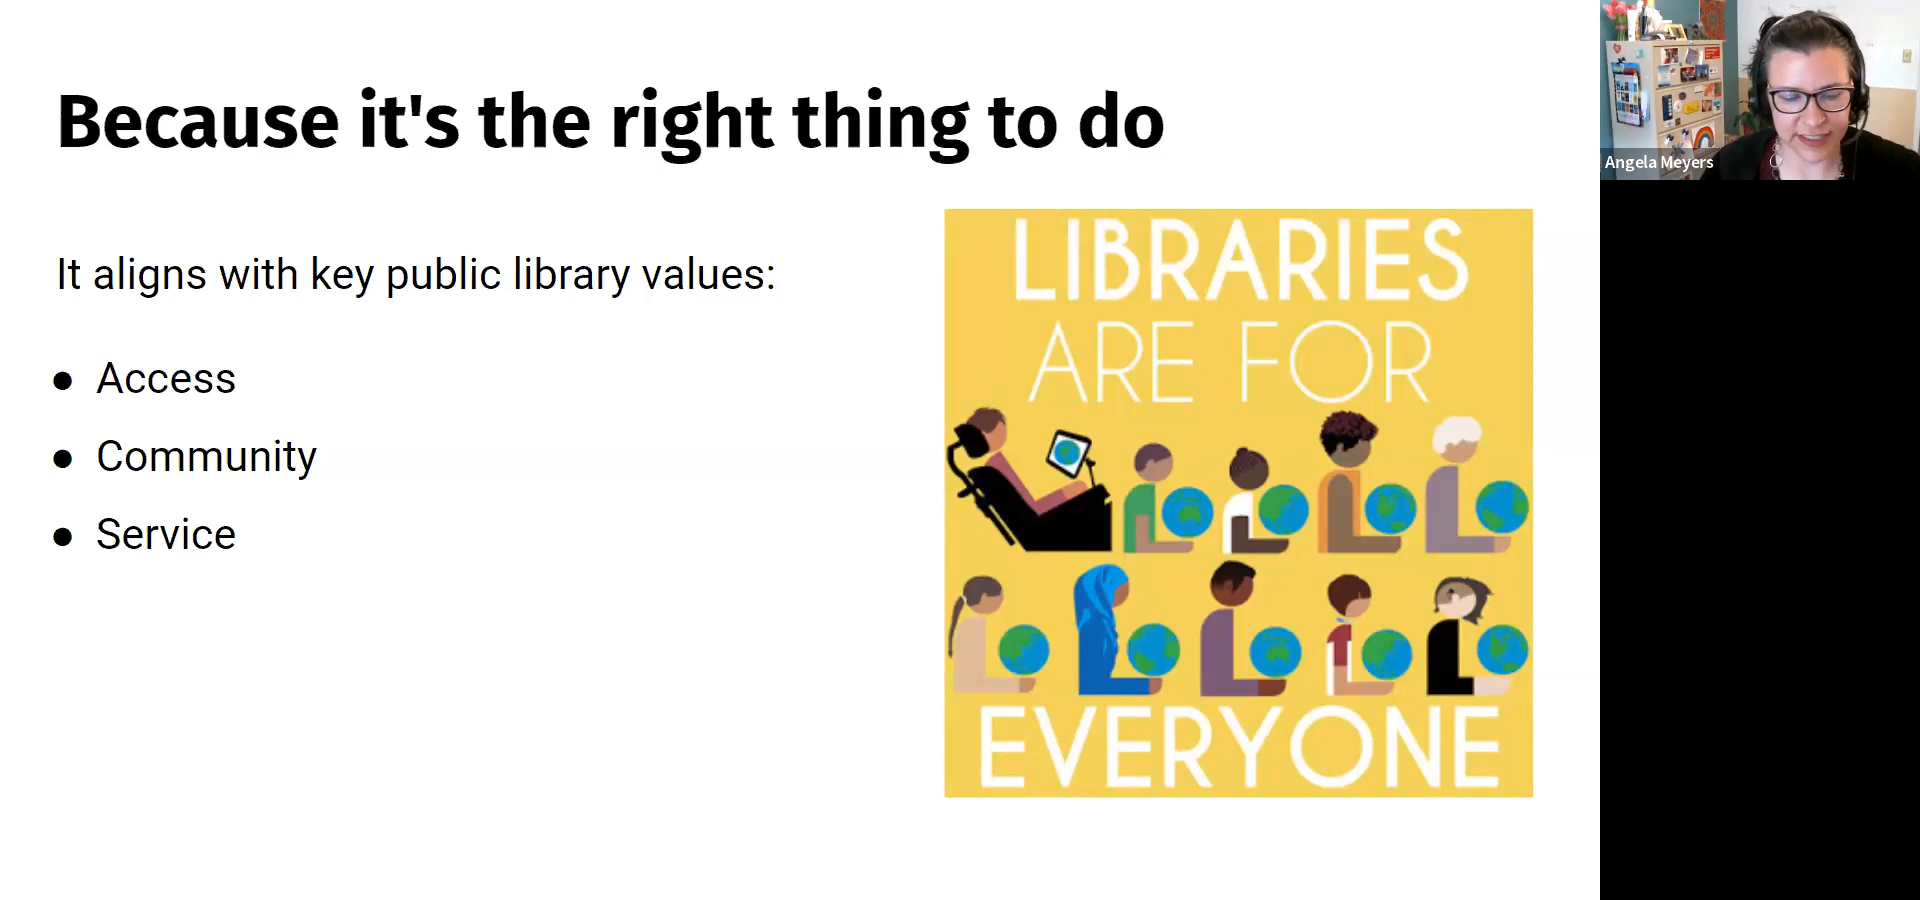 Because it's the right thing to do
It aligns with key public library values:
● Access
● Community
● Service
LIBRARIES
ARE FOR
EVERYONE
Angela Meyers